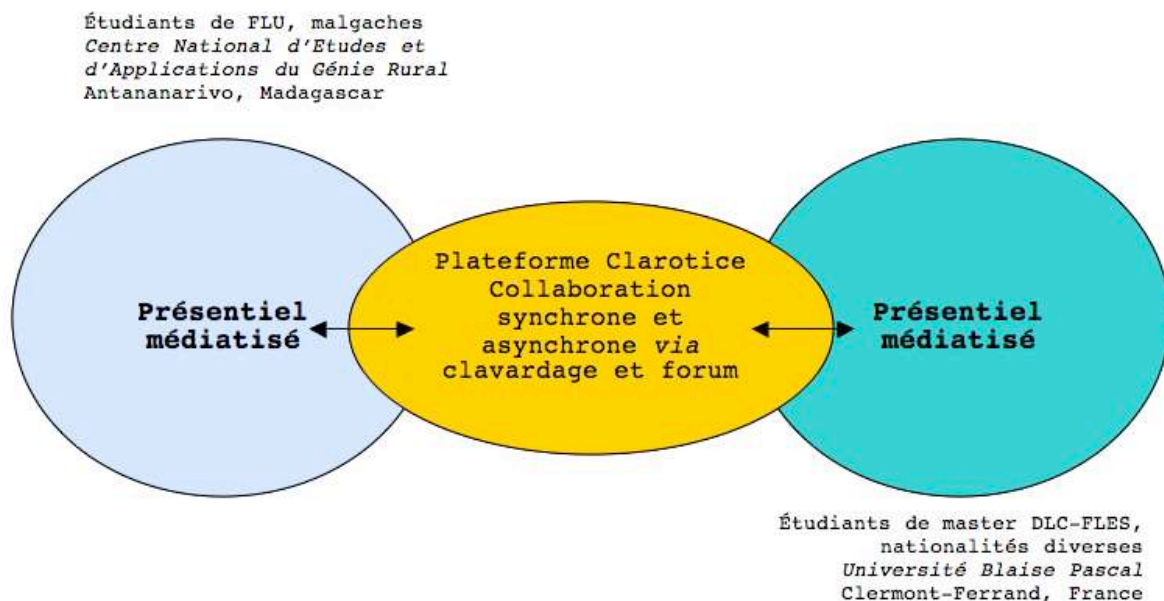 Étudiants de FLU, malgaches
Centre National d'Etudes et
d'Applications du Génie Rural
Antananarivo, Madagascar
Présentiel
médiatisé
Plateforme Clarotice
Collaboration
synchrone et
asynchrone via
clavardage et forum
Présentiel
médiatisé
Étudiants de master DLC-FLES,
nationalités diverses
Université Blaise Pascal
Clermont-Ferrand, France